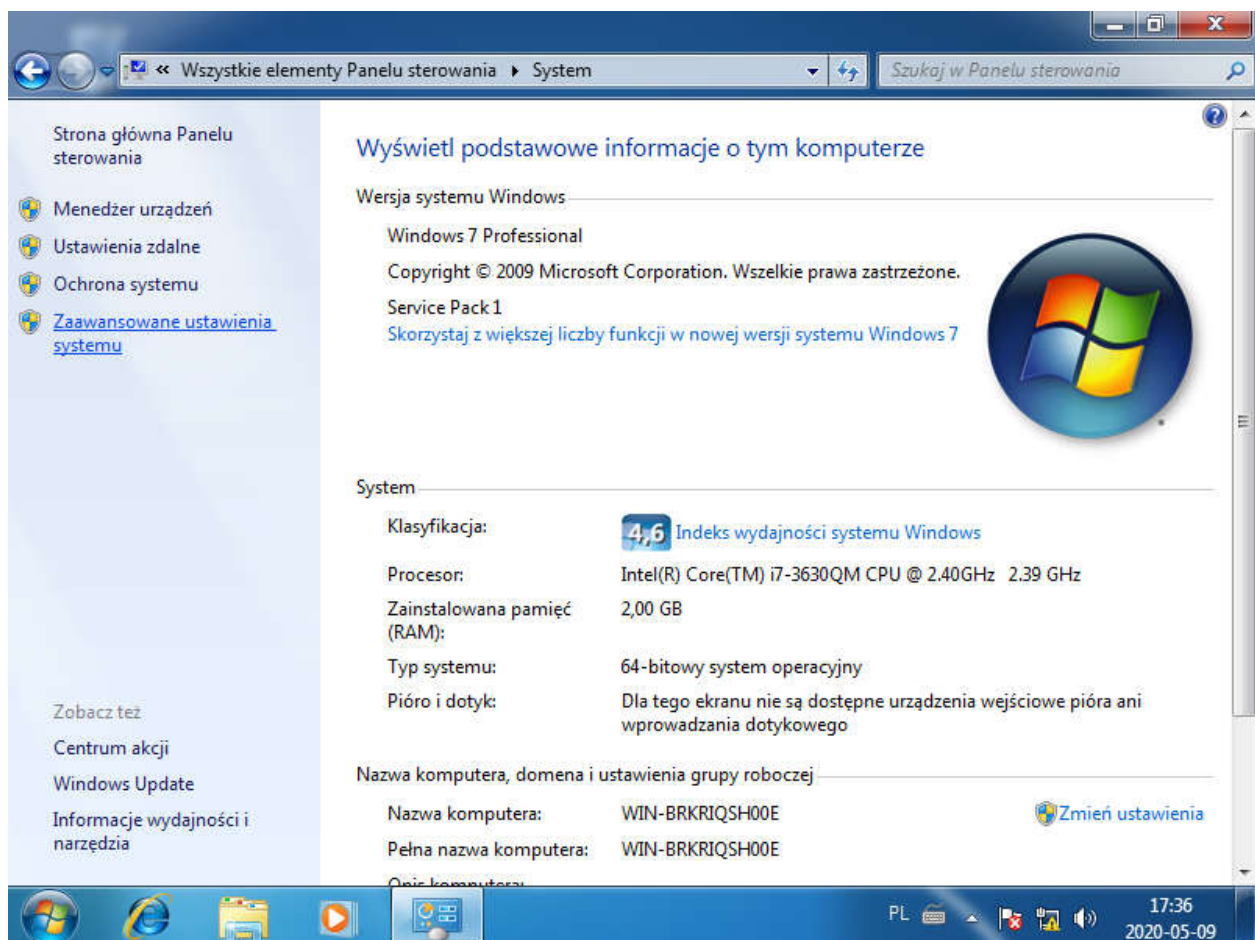 « Wszystkie elementy Panelu sterowania ▸ System
Szukaj w Panelu sterowania
Strona główna Panelu
sterowania
Menedżer urządzeń
Ustawienia zdalne
Ochrona systemu
Zaawansowane ustawienia
systemu
Zobacz też
Centrum akcji
Windows Update
Informacje wydajności i
narzędzia
Wyświetl podstawowe informacje o tym komputerze
Wersja systemu Windows
Windows 7 Professional
Copyright © 2009 Microsoft Corporation. Wszelkie prawa zastrzeżone.
Service Pack 1
Skorzystaj z większej liczby funkcji w nowej wersji systemu Windows 7
System
Klasyfikacja: 4,6 Indeks wydajności systemu Windows
Procesor: Intel(R) Core(TM) i7-3630QM CPU @ 2.40GHz 2.39 GHz
Zainstalowana pamięć 2,00 GB
(RAM):
Typ systemu: 64-bitowy system operacyjny
Pióro i dotyk: Dla tego ekranu nie są dostępne urządzenia wejściowe pióra ani
wprowadzania dotykowego
Nazwa komputera, domena i ustawienia grupy roboczej
Nazwa komputera: WIN-BRKRIQSH00E Zmień ustawienia
Pełna nazwa komputera: WIN-BRKRIQSH00E
Opis komputera:
PL
17:36
2020-05-09